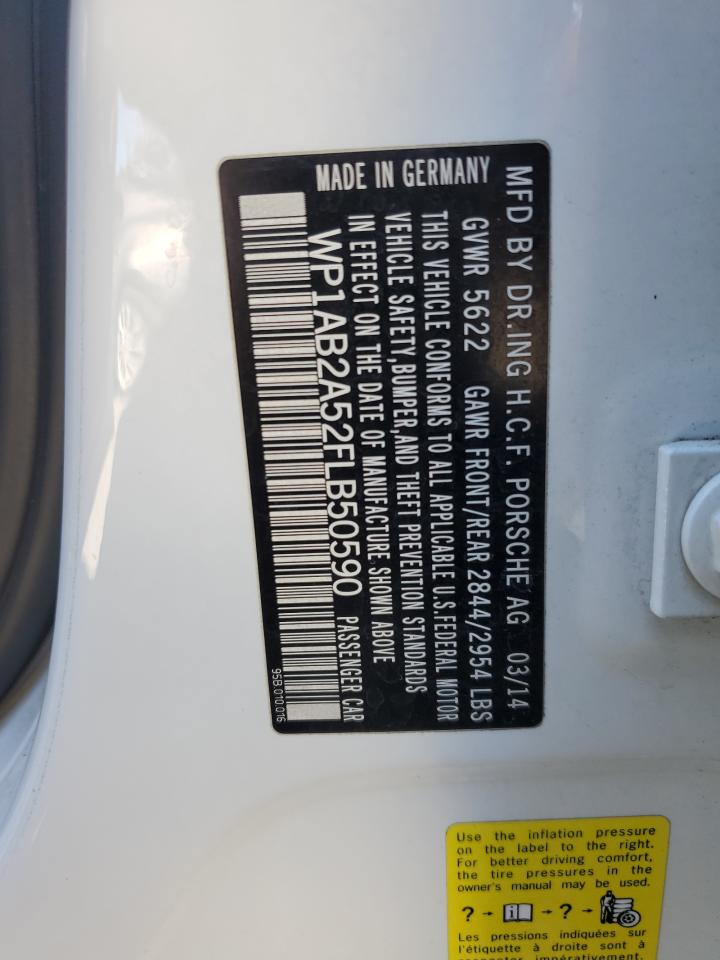 MFD BY DR.ING H.C.F. PORSCHE AG 03/14
GVWR 5622 GAWR FRONT/REAR 2844/2954 LBS
MADE IN GERMANY
THIS VEHICLE CONFORMS TO ALL APPLICABLE U.S.FEDERAL MOTOR
VEHICLE SAFETY,BUMPER,AND THEFT PREVENTION STANDARDS
IN EFFECT ON THE DATE OF MANUFACTURE SHOWN ABOVE
WP1AB2A52FLB50590 PASSENGER CAR
95B.010.016
Use the inflation pressure
on the label to the right.
For better driving comfort,
the tire pressures in the
owner's manual may be used.
? - i - ? -
Les pressions indiquées sur
l'étiquette à droite sont à